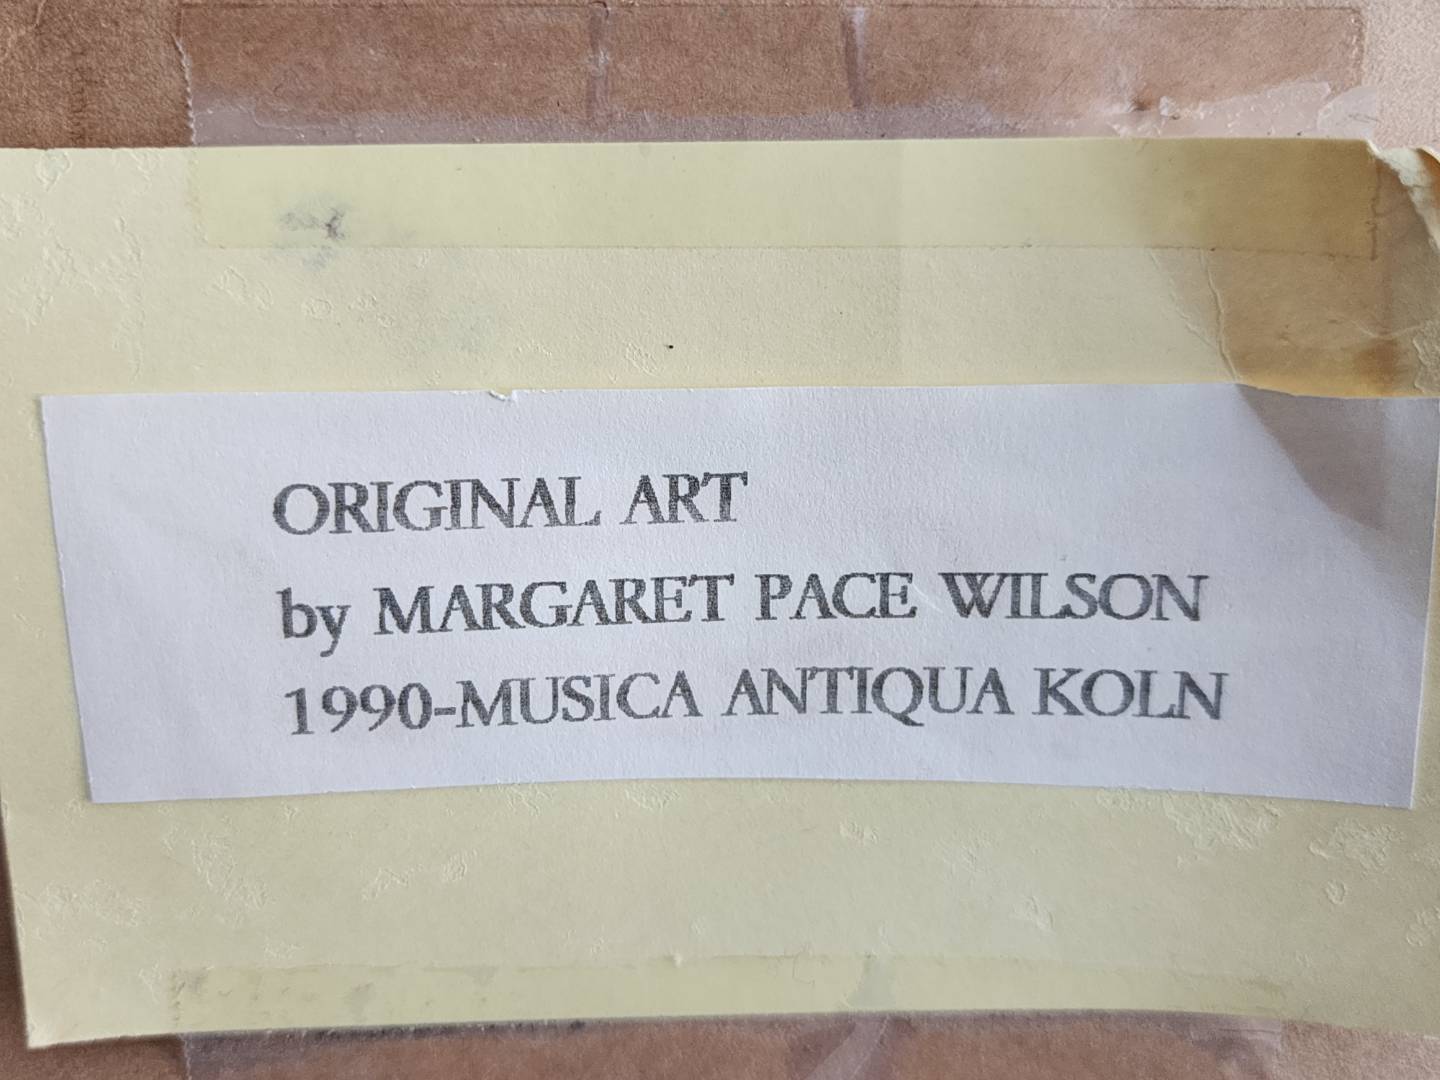 ORIGINAL ART
by MARGARET PACE WILSON
1990-MUSICA ANTIQUA KOLN